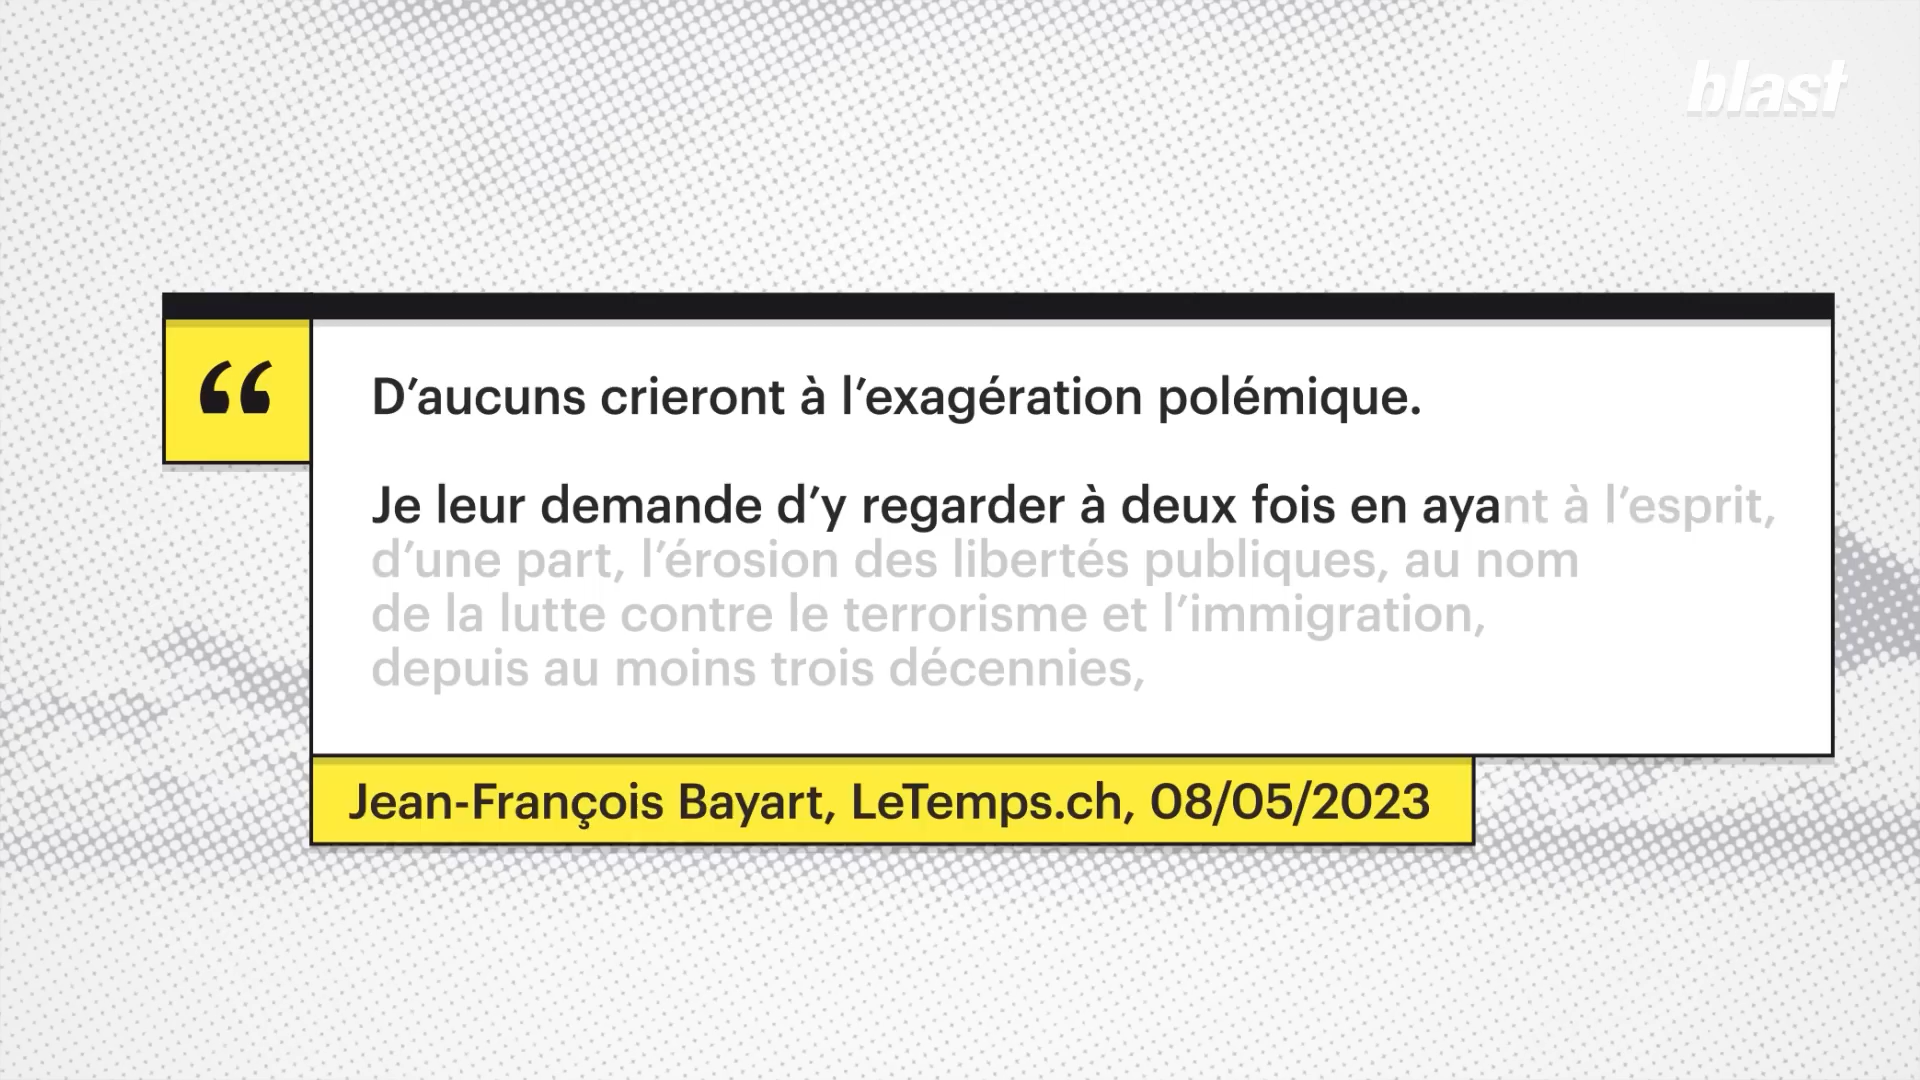 blast
“
D’aucuns crieront à l’exagération polémique.
Je leur demande d’y regarder à deux fois en ayant à l’esprit,
d’une part, l’érosion des libertés publiques, au nom
de la lutte contre le terrorisme et l’immigration,
depuis au moins trois décennies,
Jean-François Bayart, LeTemps.ch, 08/05/2023